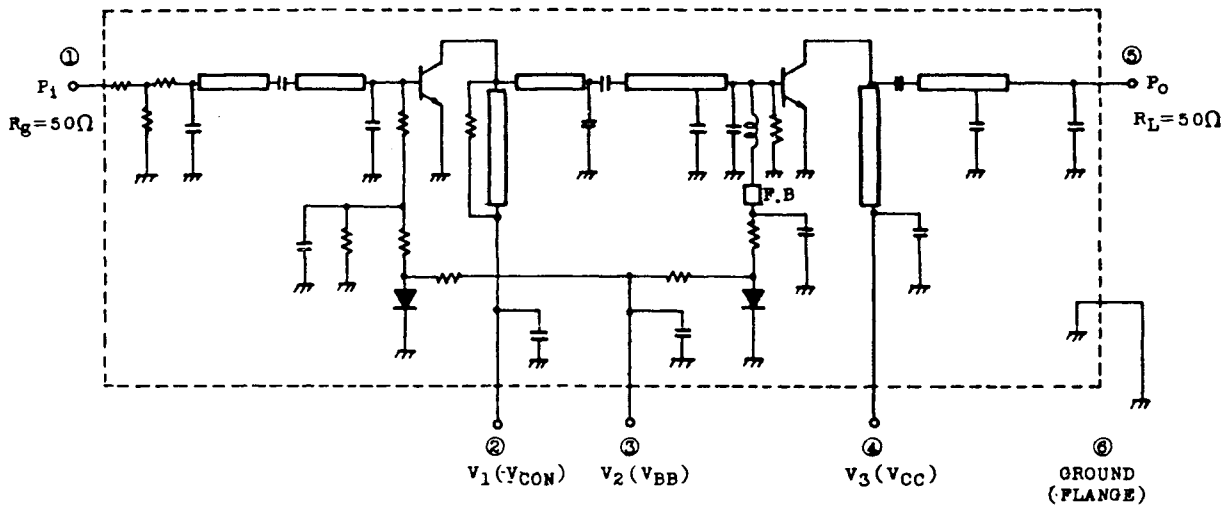 ①
Pi
Rg=50Ω
F.B
⑤
Po
RL=50Ω
②
V1(-VCON)
③
V2(VBB)
④
V3(VCC)
⑥
GROUND
(·FLANGE)